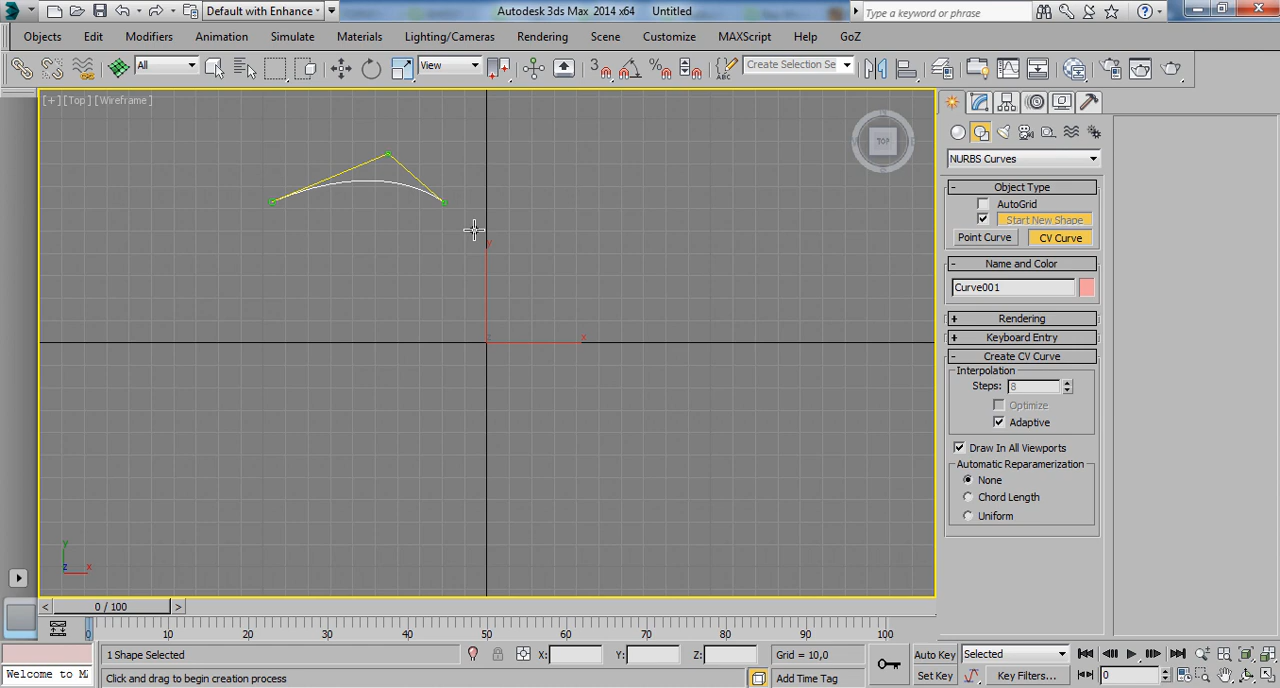 Default with Enhance
Autodesk 3ds Max 2014 x64 Untitled
Type a keyword or phrase
Objects Edit Modifiers Animation Simulate Materials Lighting/Cameras Rendering Scene Customize MAXScript Help GoZ
All
View
3
%
ABC
Create Selection Se
[+] [Top] [Wireframe]
TOP
y
x
z
y
z x
NURBS Curves
- Object Type
AutoGrid
Start New Shape
Point Curve CV Curve
- Name and Color
Curve001
+ Rendering
+ Keyboard Entry
- Create CV Curve
Interpolation
Steps: 8
Optimize
Adaptive
Draw In All Viewports
Automatic Reparamerization
None
Chord Length
Uniform
< 0 / 100 >
0 10 20 30 40 50 60 70 80 90 100
1 Shape Selected X: Y: Z: Grid = 10,0 Auto Key Selected
Welcome to MA Click and drag to begin creation process Add Time Tag Set Key Key Filters... 0